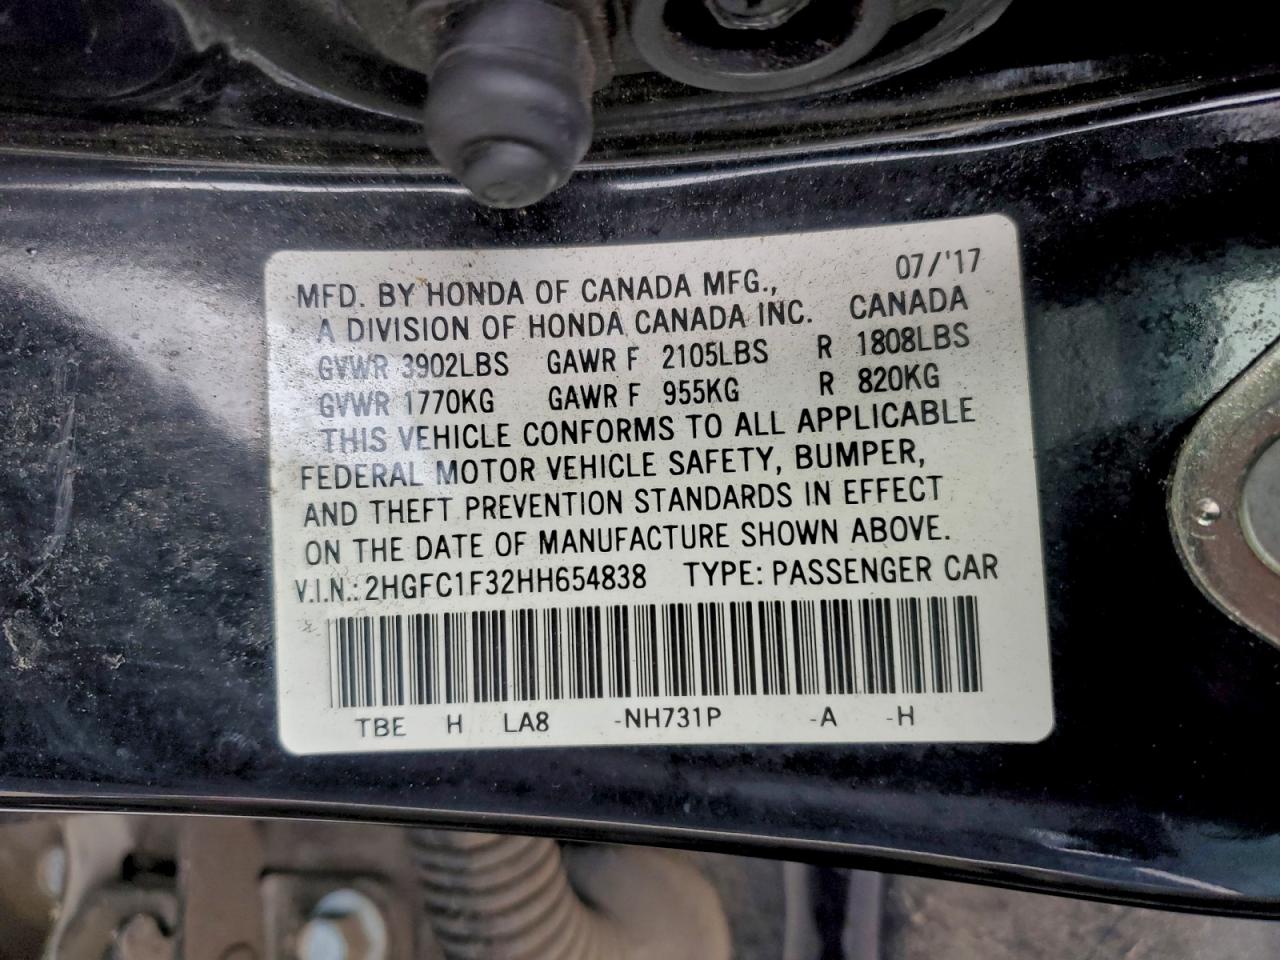 07/'17
MFD. BY HONDA OF CANADA MFG.,
A DIVISION OF HONDA CANADA INC. CANADA
GVWR 3902LBS GAWR F 2105LBS R 1808LBS
GVWR 1770KG GAWR F 955KG R 820KG
THIS VEHICLE CONFORMS TO ALL APPLICABLE
FEDERAL MOTOR VEHICLE SAFETY, BUMPER,
AND THEFT PREVENTION STANDARDS IN EFFECT
ON THE DATE OF MANUFACTURE SHOWN ABOVE.
V.I.N.: 2HGFC1F32HH654838 TYPE: PASSENGER CAR
TBE H LA8 -NH731P -A -H